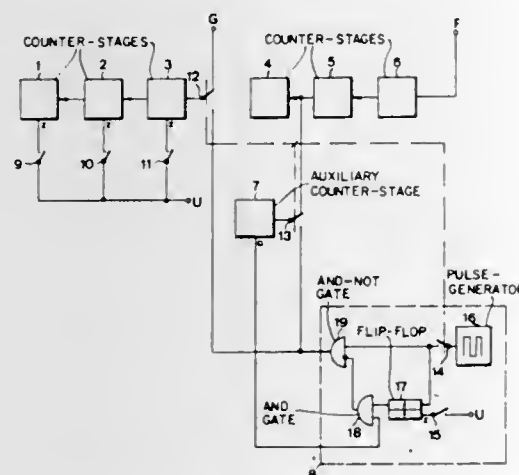 G
F
COUNTER-STAGES
COUNTER-STAGES
1
2
3
12
4
5
6
z
z
z
9
10
11
U
7
AUXILIARY
COUNTER-STAGE
13
a
AND-NOT
GATE
19
FLIP-FLOP
PULSE-
GENERATOR
16
14
17
AND
GATE
18
z
15
U
8